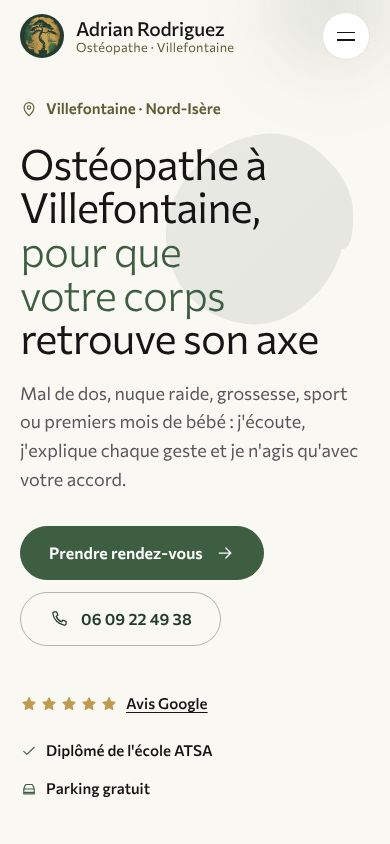 Adrian Rodriguez
Ostéopathe · Villefontaine
Villefontaine · Nord-Isère
Ostéopathe à
Villefontaine,
pour que
votre corps
retrouve son axe
Mal de dos, nuque raide, grossesse, sport
ou premiers mois de bébé : j'écoute,
j'explique chaque geste et je n'agis qu'avec
votre accord.
Prendre rendez-vous
06 09 22 49 38
Avis Google
Diplômé de l'école ATSA
Parking gratuit